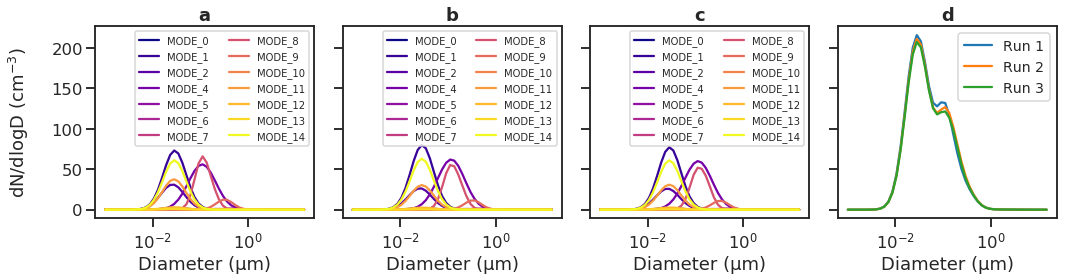 a
b
c
d
dN/dlogD (cm⁻³)
200
150
100
50
0
MODE_0
MODE_1
MODE_2
MODE_4
MODE_5
MODE_6
MODE_7
MODE_8
MODE_9
MODE_10
MODE_11
MODE_12
MODE_13
MODE_14
MODE_0
MODE_1
MODE_2
MODE_4
MODE_5
MODE_6
MODE_7
MODE_8
MODE_9
MODE_10
MODE_11
MODE_12
MODE_13
MODE_14
MODE_0
MODE_1
MODE_2
MODE_4
MODE_5
MODE_6
MODE_7
MODE_8
MODE_9
MODE_10
MODE_11
MODE_12
MODE_13
MODE_14
Run 1
Run 2
Run 3
10⁻² 10⁰
10⁻² 10⁰
10⁻² 10⁰
10⁻² 10⁰
Diameter (μm)
Diameter (μm)
Diameter (μm)
Diameter (μm)